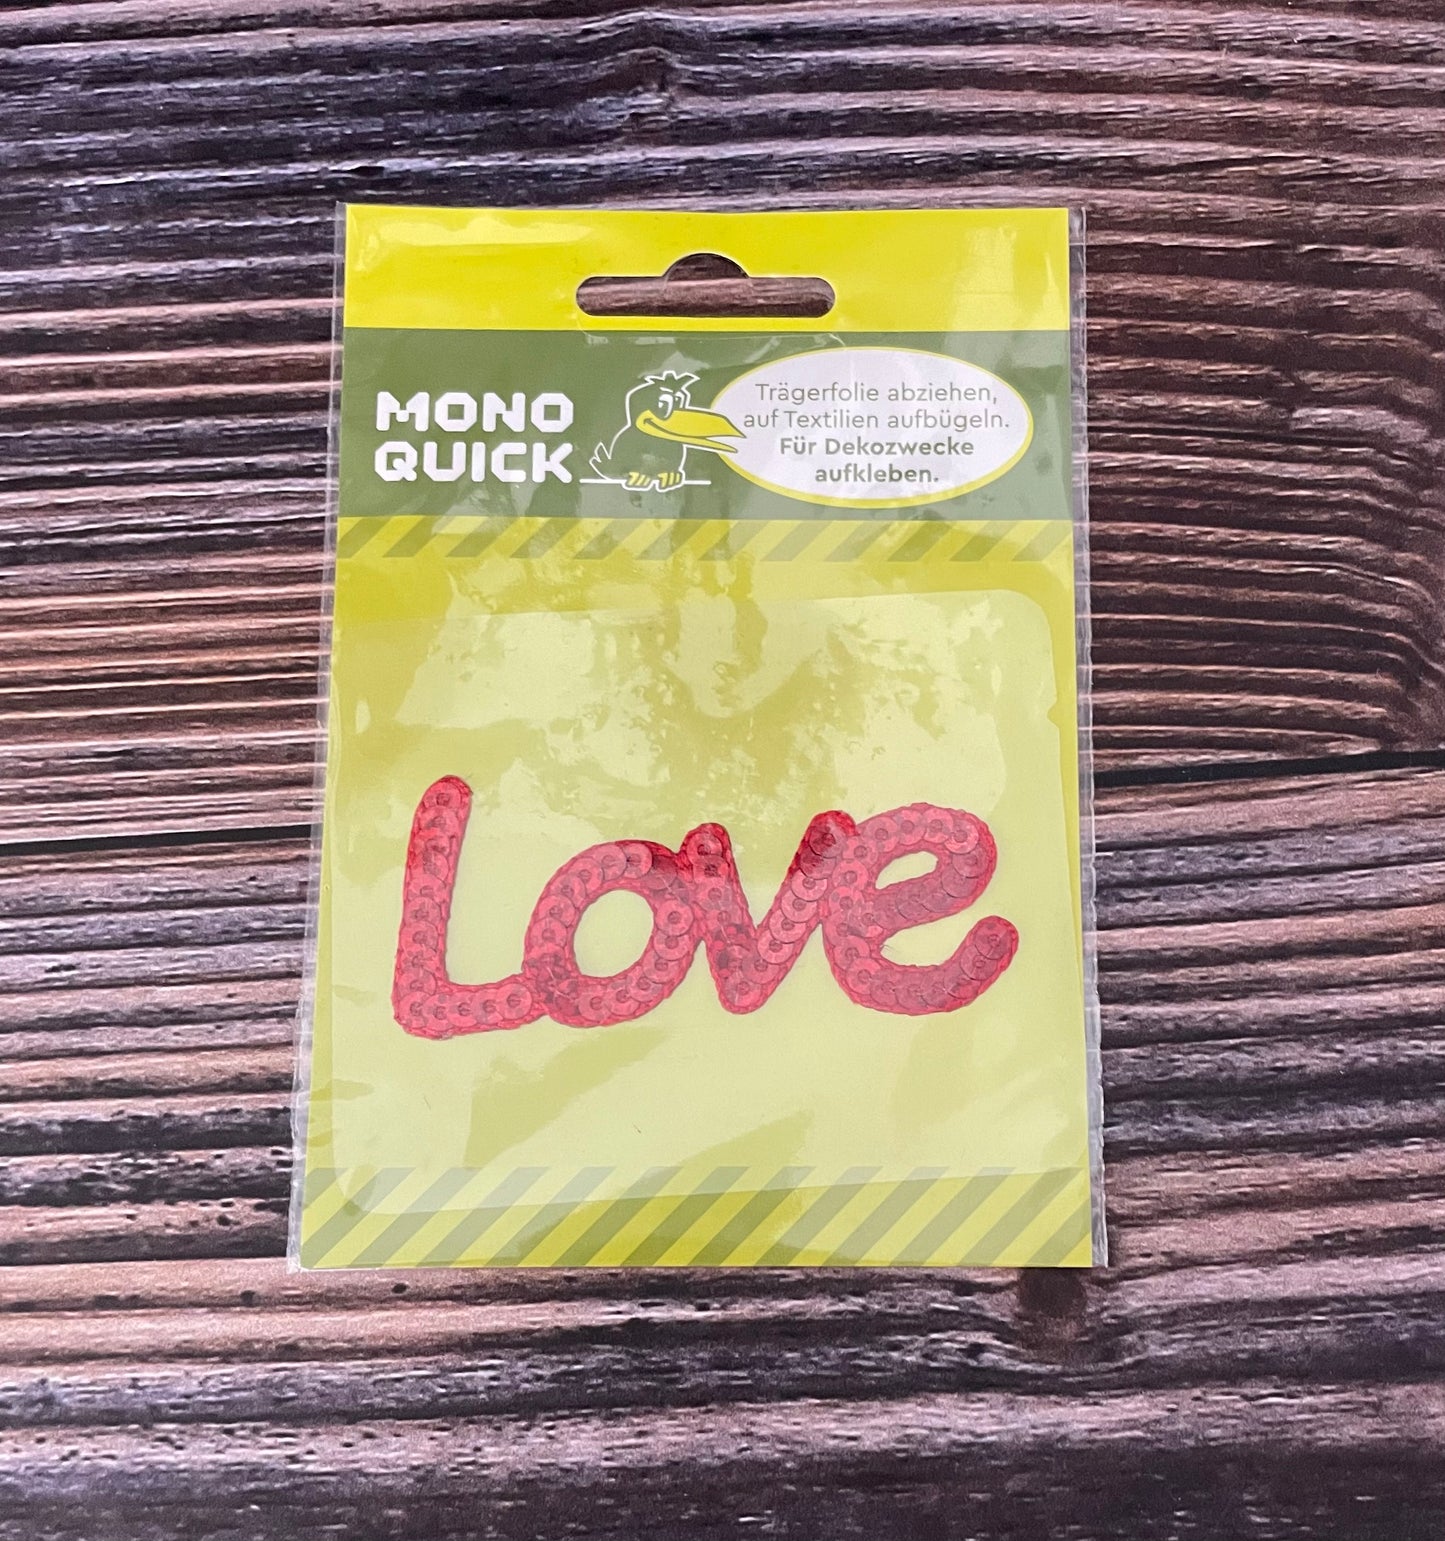 MONO
QUICK
Trägerfolie abziehen,
auf Textilien aufbügeln.
Für Dekozwecke
aufkleben.
Love